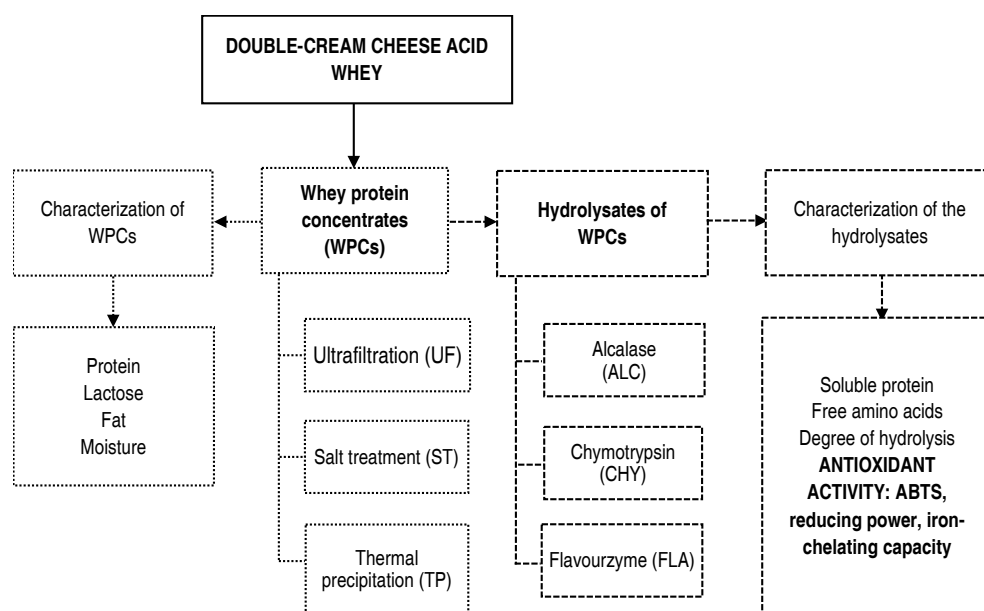 DOUBLE-CREAM CHEESE ACID
WHEY
Characterization of
WPCs
Whey protein
concentrates
(WPCs)
Hydrolysates of
WPCs
Characterization of the
hydrolysates
Protein
Lactose
Fat
Moisture
Ultrafiltration (UF)
Salt treatment (ST)
Thermal
precipitation (TP)
Alcalase
(ALC)
Chymotrypsin
(CHY)
Flavourzyme (FLA)
Soluble protein
Free amino acids
Degree of hydrolysis
ANTIOXIDANT
ACTIVITY: ABTS,
reducing power, iron-
chelating capacity